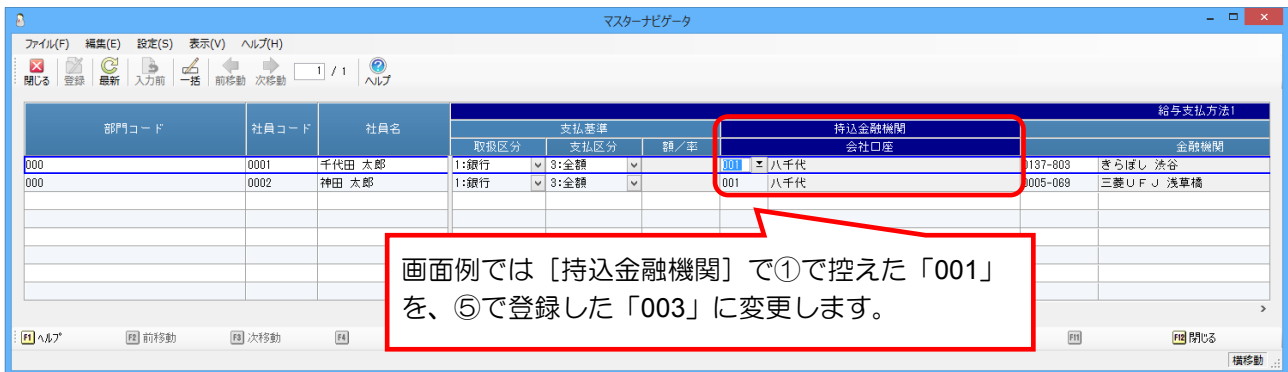 マスターナビゲータ
ファイル(F) 編集(E) 設定(S) 表示(V) ヘルプ(H)
閉じる 登録 最新 入力前 一括 前移動 次移動 1 / 1 ヘルプ
給与支払方法1
部門コード 社員コード 社員名 支払基準 持込金融機関
取扱区分 支払区分 額／率 会社口座 金融機関
000 0001 千代田 太郎 1:銀行 3:全額 001 八千代 0137-803 きらぼし 渋谷
000 0002 神田 太郎 1:銀行 3:全額 001 八千代 0005-069 三菱ＵＦＪ 浅草橋
画面例では［持込金融機関］で①で控えた「001」
を、⑤で登録した「003」に変更します。
F1 ヘルプ F2 前移動 F3 次移動 F4 F11 F12 閉じる
横移動